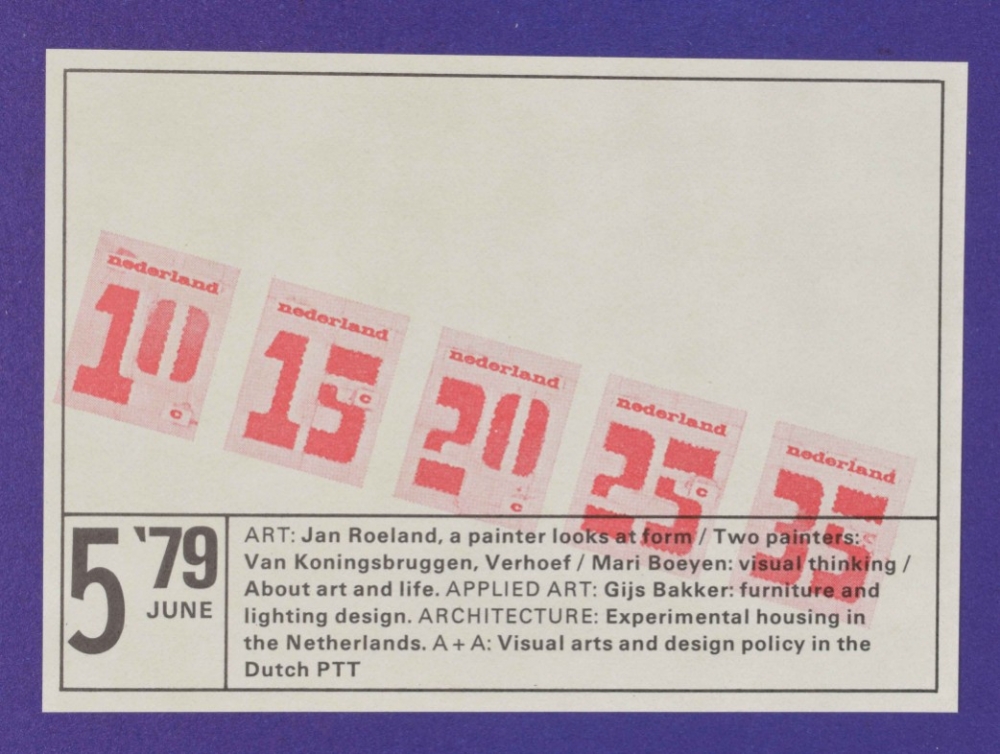 nederland
10
c
nederland
15
c
nederland
20
c
nederland
25
c
nederland
35
5 '79
JUNE
ART: Jan Roeland, a painter looks at form / Two painters:
Van Koningsbruggen, Verhoef / Mari Boeyen: visual thinking /
About art and life. APPLIED ART: Gijs Bakker: furniture and
lighting design. ARCHITECTURE: Experimental housing in
the Netherlands. A + A: Visual arts and design policy in the
Dutch PTT